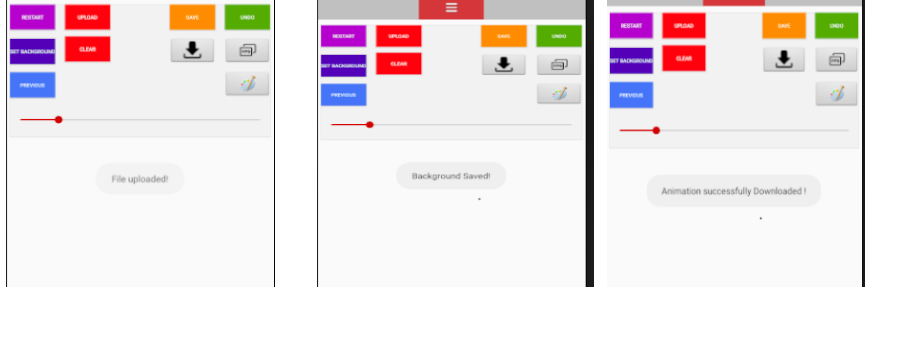 RESTART UPLOAD SAVE UNDO
SET BACKGROUND CLEAR
PREVIOUS
File uploaded!
RESTART UPLOAD SAVE UNDO
SET BACKGROUND CLEAR
PREVIOUS
Background Saved!
RESTART UPLOAD SAVE UNDO
SET BACKGROUND CLEAR
PREVIOUS
Animation successfully Downloaded !